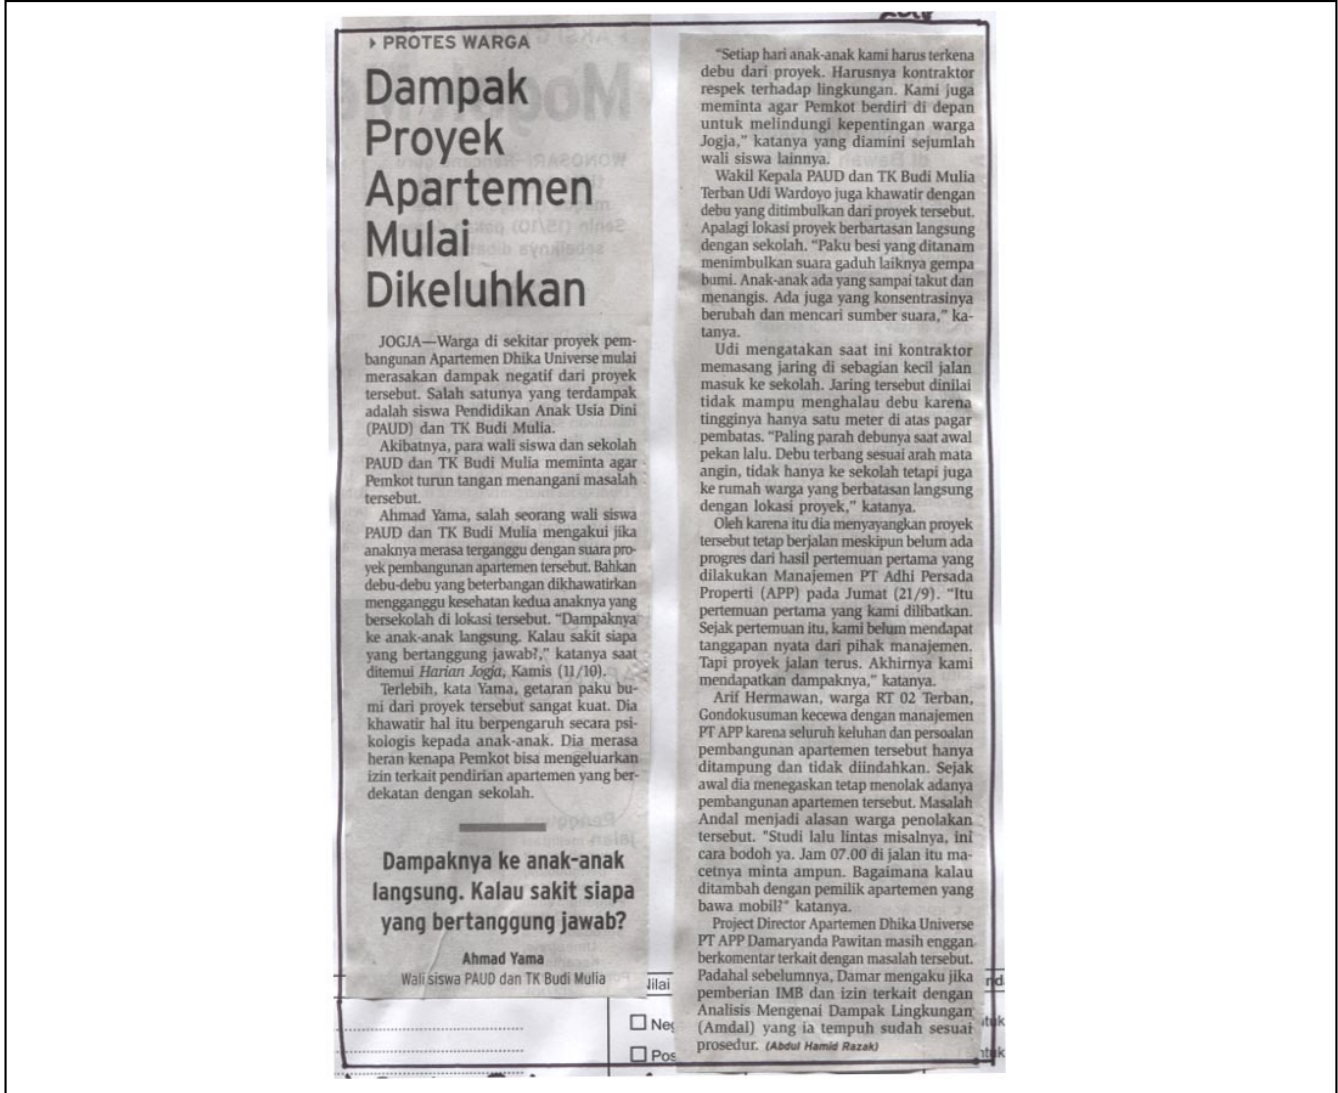 PROTES WARGA
Dampak
Proyek
Apartemen
Mulai
Dikeluhkan
JOGJA—Warga di sekitar proyek pem-
bangunan Apartemen Dhika Universe mulai
merasakan dampak negatif dari proyek
tersebut. Salah satunya yang terdampak
adalah siswa Pendidikan Anak Usia Dini
(PAUD) dan TK Budi Mulia.
Akibatnya, para wali siswa dan sekolah
PAUD dan TK Budi Mulia meminta agar
Pemkot turun tangan menangani masalah
tersebut.
Ahmad Yama, salah seorang wali siswa
PAUD dan TK Budi Mulia mengakui jika
anaknya merasa terganggu dengan suara pro-
yek pembangunan apartemen tersebut. Bahkan
debu-debu yang beterbangan dikhawatirkan
mengganggu kesehatan kedua anaknya yang
bersekolah di lokasi tersebut. “Dampaknya
ke anak-anak langsung. Kalau sakit siapa
yang bertanggung jawab?,” katanya saat
ditemui Harian Jogja, Kamis (11/10).
Terlebih, kata Yama, getaran paku bu-
mi dari proyek tersebut sangat kuat. Dia
khawatir hal itu berpengaruh secara psi-
kologis kepada anak-anak. Dia merasa
heran kenapa Pemkot bisa mengeluarkan
izin terkait pendirian apartemen yang ber-
dekatan dengan sekolah.
Dampaknya ke anak-anak
langsung. Kalau sakit siapa
yang bertanggung jawab?
Ahmad Yama
Wali siswa PAUD dan TK Budi Mulia
“Setiap hari anak-anak kami harus terkena
debu dari proyek. Harusnya kontraktor
respek terhadap lingkungan. Kami juga
meminta agar Pemkot berdiri di depan
untuk melindungi kepentingan warga
Jogja,” katanya yang diamini sejumlah
wali siswa lainnya.
Wakil Kepala PAUD dan TK Budi Mulia
Terban Udi Wardoyo juga khawatir dengan
debu yang ditimbulkan dari proyek tersebut.
Apalagi lokasi proyek berbartasan langsung
dengan sekolah. “Paku besi yang ditanam
menimbulkan suara gaduh laiknya gempa
bumi. Anak-anak ada yang sampai takut dan
menangis. Ada juga yang konsentrasinya
berubah dan mencari sumber suara,” ka-
tanya.
Udi mengatakan saat ini kontraktor
memasang jaring di sebagian kecil jalan
masuk ke sekolah. Jaring tersebut dinilai
tidak mampu menghalau debu karena
tingginya hanya satu meter di atas pagar
pembatas. “Paling parah debunya saat awal
pekan lalu. Debu terbang sesuai arah mata
angin, tidak hanya ke sekolah tetapi juga
ke rumah warga yang berbatasan langsung
dengan lokasi proyek,” katanya.
Oleh karena itu dia menyayangkan proyek
tersebut tetap berjalan meskipun belum ada
progres dari hasil pertemuan pertama yang
dilakukan Manajemen PT Adhi Persada
Properti (APP) pada Jumat (21/9). “Itu
pertemuan pertama yang kami dilibatkan.
Sejak pertemuan itu, kami belum mendapat
tanggapan nyata dari pihak manajemen.
Tapi proyek jalan terus. Akhirnya kami
mendapatkan dampaknya,” katanya.
Arif Hermawan, warga RT 02 Terban,
Gondokusuman kecewa dengan manajemen
PT APP karena seluruh keluhan dan persoalan
pembangunan apartemen tersebut hanya
ditampung dan tidak diindahkan. Sejak
awal dia menegaskan tetap menolak adanya
pembangunan apartemen tersebut. Masalah
Andal menjadi alasan warga penolakan
tersebut. “Studi lalu lintas misalnya, ini
cara bodoh ya. Jam 07.00 di jalan itu ma-
cetnya minta ampun. Bagaimana kalau
ditambah dengan pemilik apartemen yang
bawa mobil?” katanya.
Project Director Apartemen Dhika Universe
PT APP Damaryanda Pawitan masih enggan
berkomentar terkait dengan masalah tersebut.
Padahal sebelumnya, Damar mengaku jika
pemberian IMB dan izin terkait dengan
Analisis Mengenai Dampak Lingkungan
(Amdal) yang ia tempuh sudah sesuai
prosedur. (Abdul Hamid Razak)